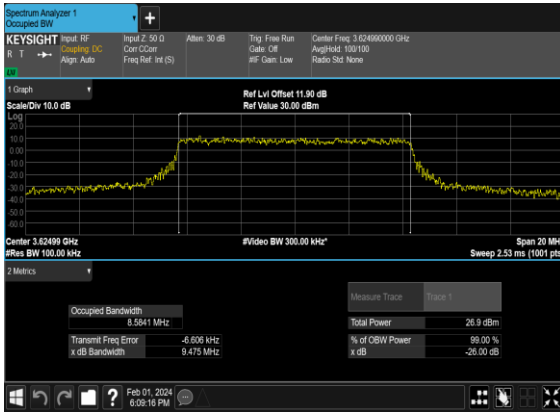 Spectrum Analyzer 1
Occupied BW
+
KEYSIGHT Input: RF Input Z: 50 Ω Atten: 30 dB Trig: Free Run Center Freq: 3.624990000 GHz
R T Coupling: DC Corr CCorr Gate: Off Avg|Hold: 100/100
Align: Auto Freq Ref: Int (S) #IF Gain: Low Radio Std: None
LXI
1 Graph
Ref Lvl Offset 11.90 dB
Scale/Div 10.0 dB Ref Value 30.00 dBm
Log
20.0
10.0
0.00
-10.0
-20.0
-30.0
-40.0
-50.0
-60.0
Center 3.62499 GHz #Video BW 300.00 kHz* Span 20 MH
#Res BW 100.00 kHz Sweep 2.53 ms (1001 pts
2 Metrics
Measure Trace Trace 1
Occupied Bandwidth
8.5841 MHz Total Power 26.9 dBm
Transmit Freq Error -6.606 kHz % of OBW Power 99.00 %
x dB Bandwidth 9.475 MHz x dB -26.00 dB
? Feb 01, 2024
6:09:16 PM